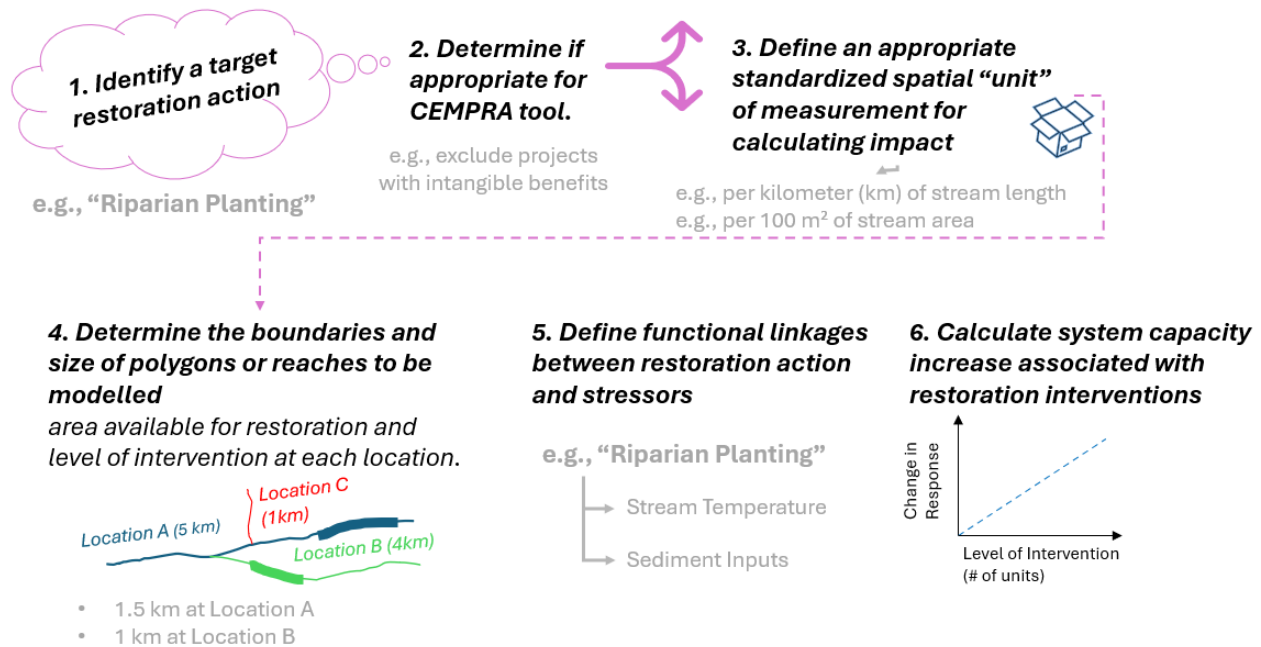 1. Identify a target
restoration action
e.g., “Riparian Planting”
2. Determine if
appropriate for
CEMPRA tool.
e.g., exclude projects
with intangible benefits
3. Define an appropriate
standardized spatial “unit”
of measurement for
calculating impact
e.g., per kilometer (km) of stream length
e.g., per 100 m² of stream area
4. Determine the boundaries and
size of polygons or reaches to be
modelled
area available for restoration and
level of intervention at each location.
Location A (5 km)
Location C
(1km)
Location B (4km)
• 1.5 km at Location A
• 1 km at Location B
5. Define functional linkages
between restoration action
and stressors
e.g., “Riparian Planting”
Stream Temperature
Sediment Inputs
6. Calculate system capacity
increase associated with
restoration interventions
Change in
Response
Level of Intervention
(# of units)